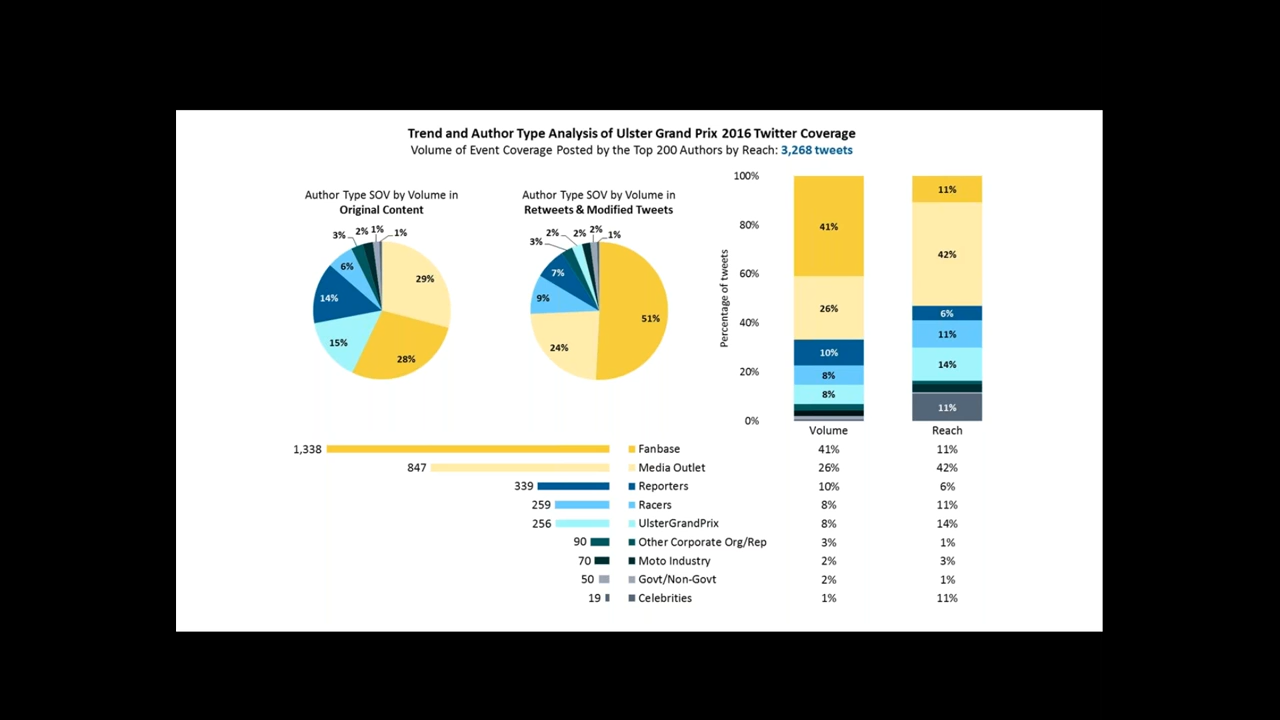 Trend and Author Type Analysis of Ulster Grand Prix 2016 Twitter Coverage
Volume of Event Coverage Posted by the Top 200 Authors by Reach: 3,268 tweets
Author Type SOV by Volume in
Original Content
3%
2%
1%
1%
6%
29%
14%
15%
28%
Author Type SOV by Volume in
Retweets & Modified Tweets
2%
2%
2%
1%
3%
7%
9%
51%
24%
Percentage of tweets
100%
80%
60%
40%
20%
0%
41%
26%
10%
8%
8%
Volume
11%
42%
6%
11%
14%
11%
Reach
1,338 Fanbase 41% 11%
847 Media Outlet 26% 42%
339 Reporters 10% 6%
259 Racers 8% 11%
256 UlsterGrandPrix 8% 14%
90 Other Corporate Org/Rep 3% 1%
70 Moto Industry 2% 3%
50 Govt/Non-Govt 2% 1%
19 Celebrities 1% 11%